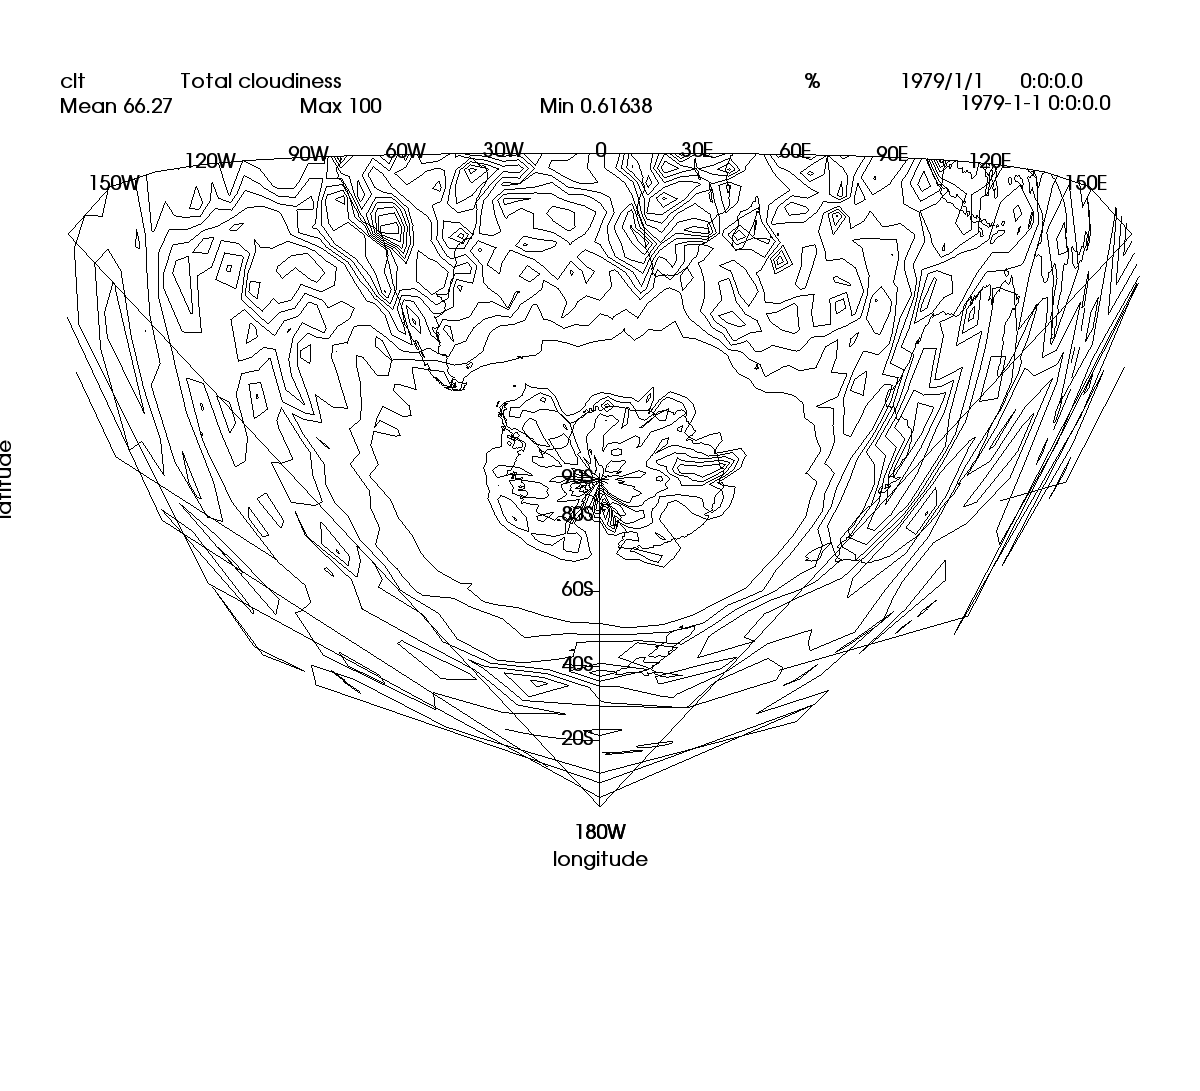 clt Total cloudiness % 1979/1/1 0:0:0.0
Mean 66.27 Max 100 Min 0.61638 1979-1-1 0:0:0.0
150W 120W 90W 60W 30W 0 30E 60E 90E 120E 150E
latitude
90S
80S
60S
40S
20S
180W
longitude